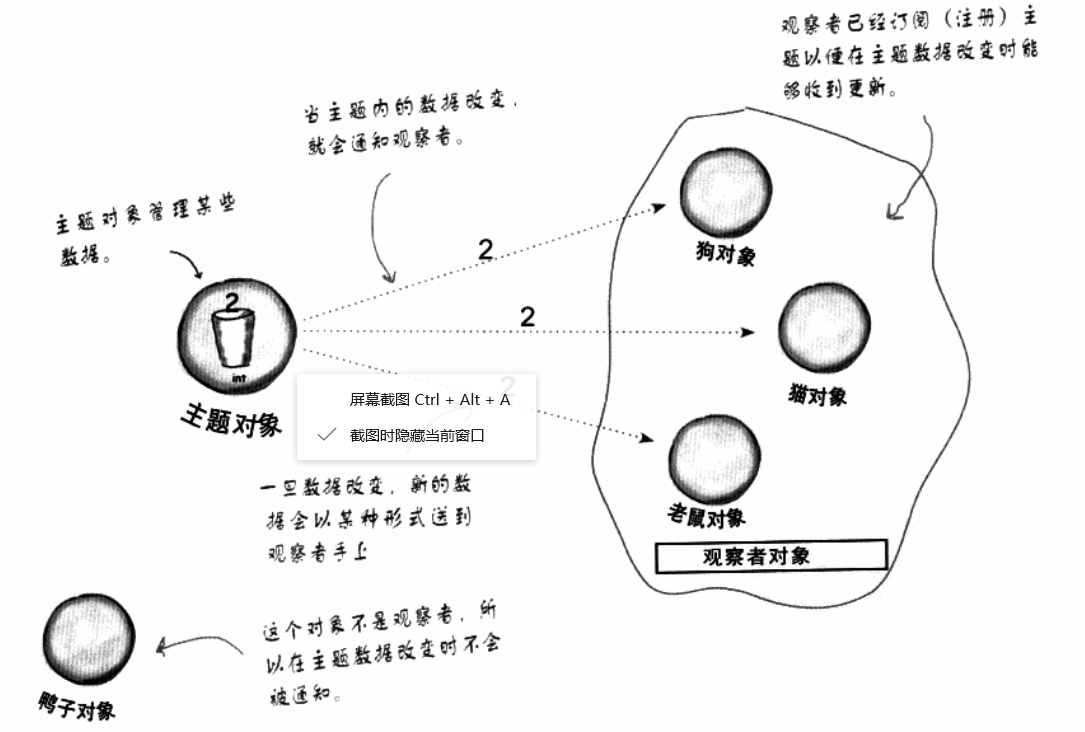 观察者已经订阅（注册）主
题以便在主题数据改变时能
够收到更新。
当主题内的数据改变，
就会通知观察者。
主题对象管理某些
数据。
2
int
主题对象
2
2
2
狗对象
猫对象
老鼠对象
观察者对象
屏幕截图 Ctrl + Alt + A
截图时隐藏当前窗口
一旦数据改变，新的数
据会以某种形式送到
观察者手上
这个对象不是观察者，所
以在主题数据改变时不会
被通知。
鸭子对象